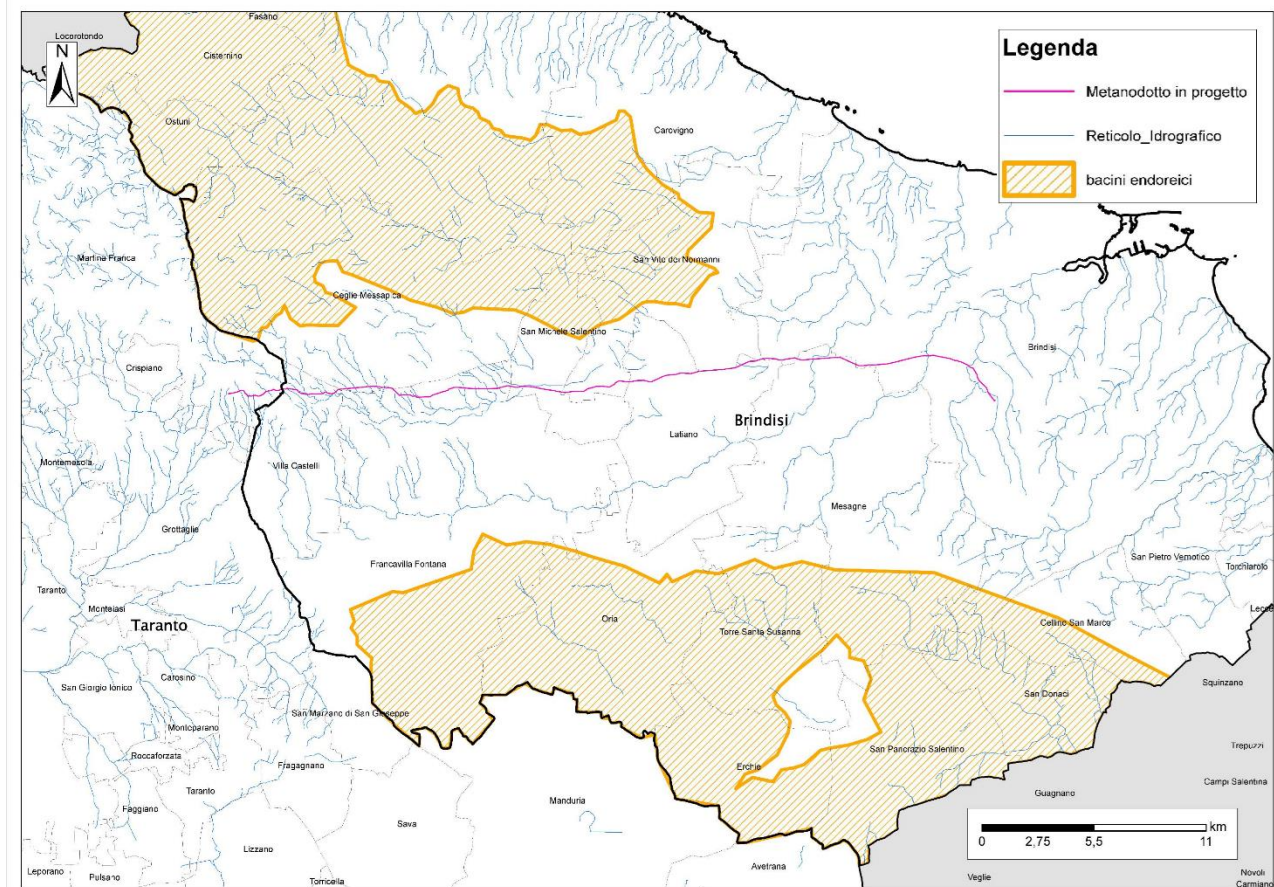 Fasano
Locorotondo
N
Cisternino
Legenda
Metanodotto in progetto
Ostuni
Carovigno
Reticolo_Idrografico
bacini endoreici
Martina Franca
San Vito dei Normanni
Ceglie Messapica
San Michele Salentino
Brindisi
Crispiano
Brindisi
Latiano
Montemesola
Villa Castelli
Mesagne
Grottaglie
San Pietro Vernotico
Francavilla Fontana
Torchiarolo
Taranto
Monteiasi
Lecce
Taranto
Oria
Torre Santa Susanna
Cellino San Marco
Carosino
San Giorgio Ionico
Squinzano
San Donaci
San Marzano di San Giuseppe
Monteparano
Roccaforzata
San Pancrazio Salentino
Trepuzzi
Fragagnano
Erchie
Taranto
Campi Salentina
Faggiano
Manduria
Guagnano
Sava
km
0 2,75 5,5 11
Lizzano
Leporano
Avetrana
Pulsano
Veglie
Novoli
Torricella
Carmiano